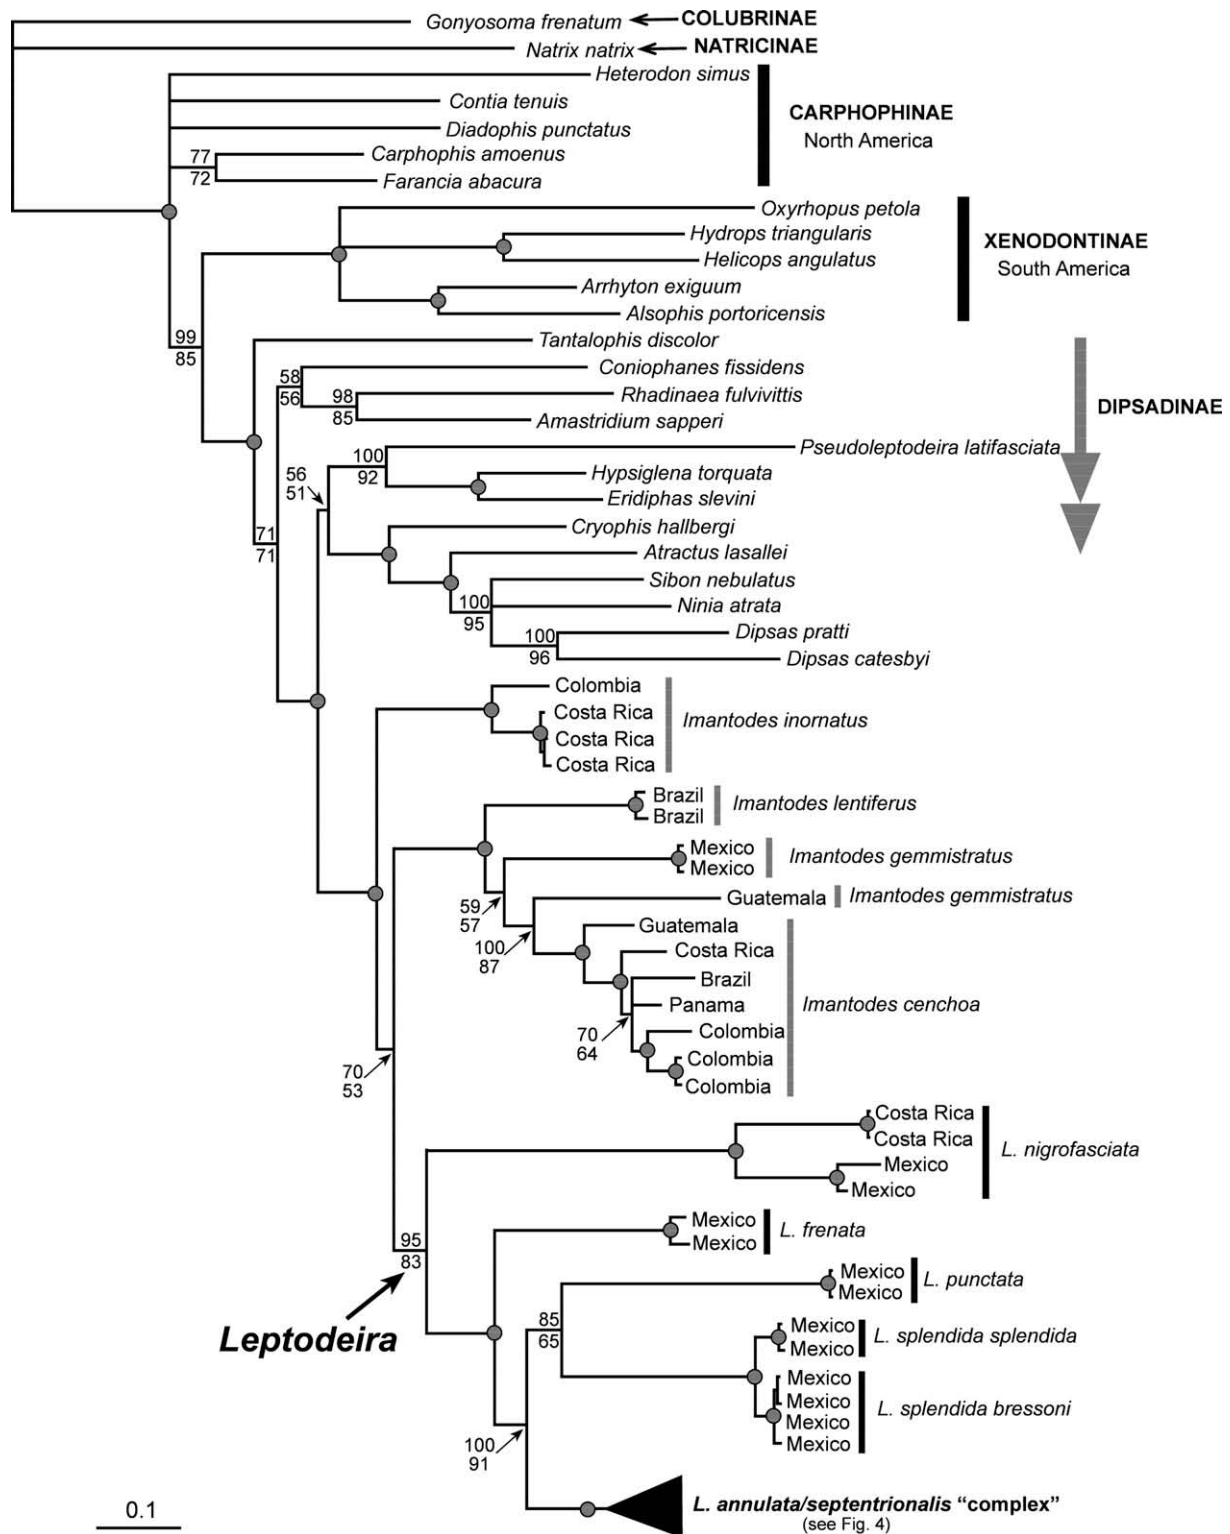 Gonyosoma frenatum
COLUBRINAE
Natrix natrix
NATRICINAE
Heterodon simus
Contia tenuis
Diadophis punctatus
CARPHOPHINAE
North America
77
72
Carphophis amoenus
Farancia abacura
Oxyrhopus petola
Hydrops triangularis
Helicops angulatus
XENODONTINAE
South America
Arrhyton exiguum
Alsophis portoricensis
99
85
Tantalophis discolor
Coniophanes fissidens
58
56
98
85
Rhadinaea fulvivittis
Amastridium sapperi
DIPSADINAE
Pseudoleptodeira latifasciata
100
92
56
51
Hypsiglena torquata
Eridiphas slevini
Cryophis hallbergi
71
71
Atractus lasallei
Sibon nebulatus
100
95
Ninia atrata
100
96
Dipsas pratti
Dipsas catesbyi
Colombia
Costa Rica
Costa Rica
Costa Rica
Imantodes inornatus
Brazil
Brazil
Imantodes lentiferus
Mexico
Mexico
Imantodes gemmistratus
59
57
Guatemala
Imantodes gemmistratus
100
87
Guatemala
Costa Rica
Brazil
Panama
Colombia
Colombia
Colombia
Imantodes cenchoa
70
64
70
53
Costa Rica
Costa Rica
Mexico
Mexico
L. nigrofasciata
Mexico
Mexico
L. frenata
95
83
Leptodeira
Mexico
Mexico
L. punctata
85
65
Mexico
Mexico
L. splendida splendida
Mexico
Mexico
Mexico
Mexico
L. splendida bressoni
100
91
L. annulata/septentrionalis “complex”
(see Fig. 4)
0.1